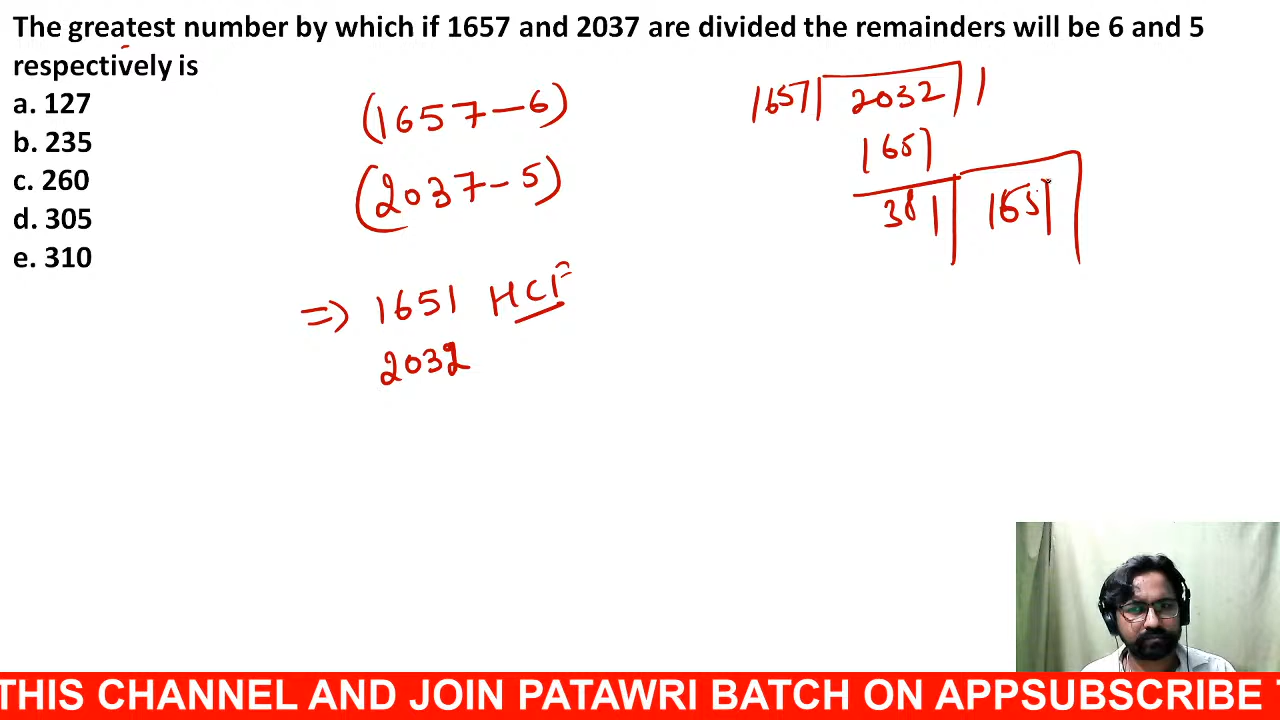 The greatest number by which if 1657 and 2037 are divided the remainders will be 6 and 5
respectively is
a. 127
b. 235
c. 260
d. 305
e. 310
(1657-6)
(2037-5)
=> 1651 HCF
2032
1657) 2032 ) 1
1657
381 1651
THIS CHANNEL AND JOIN PATAWRI BATCH ON APPSUBSCRIBE